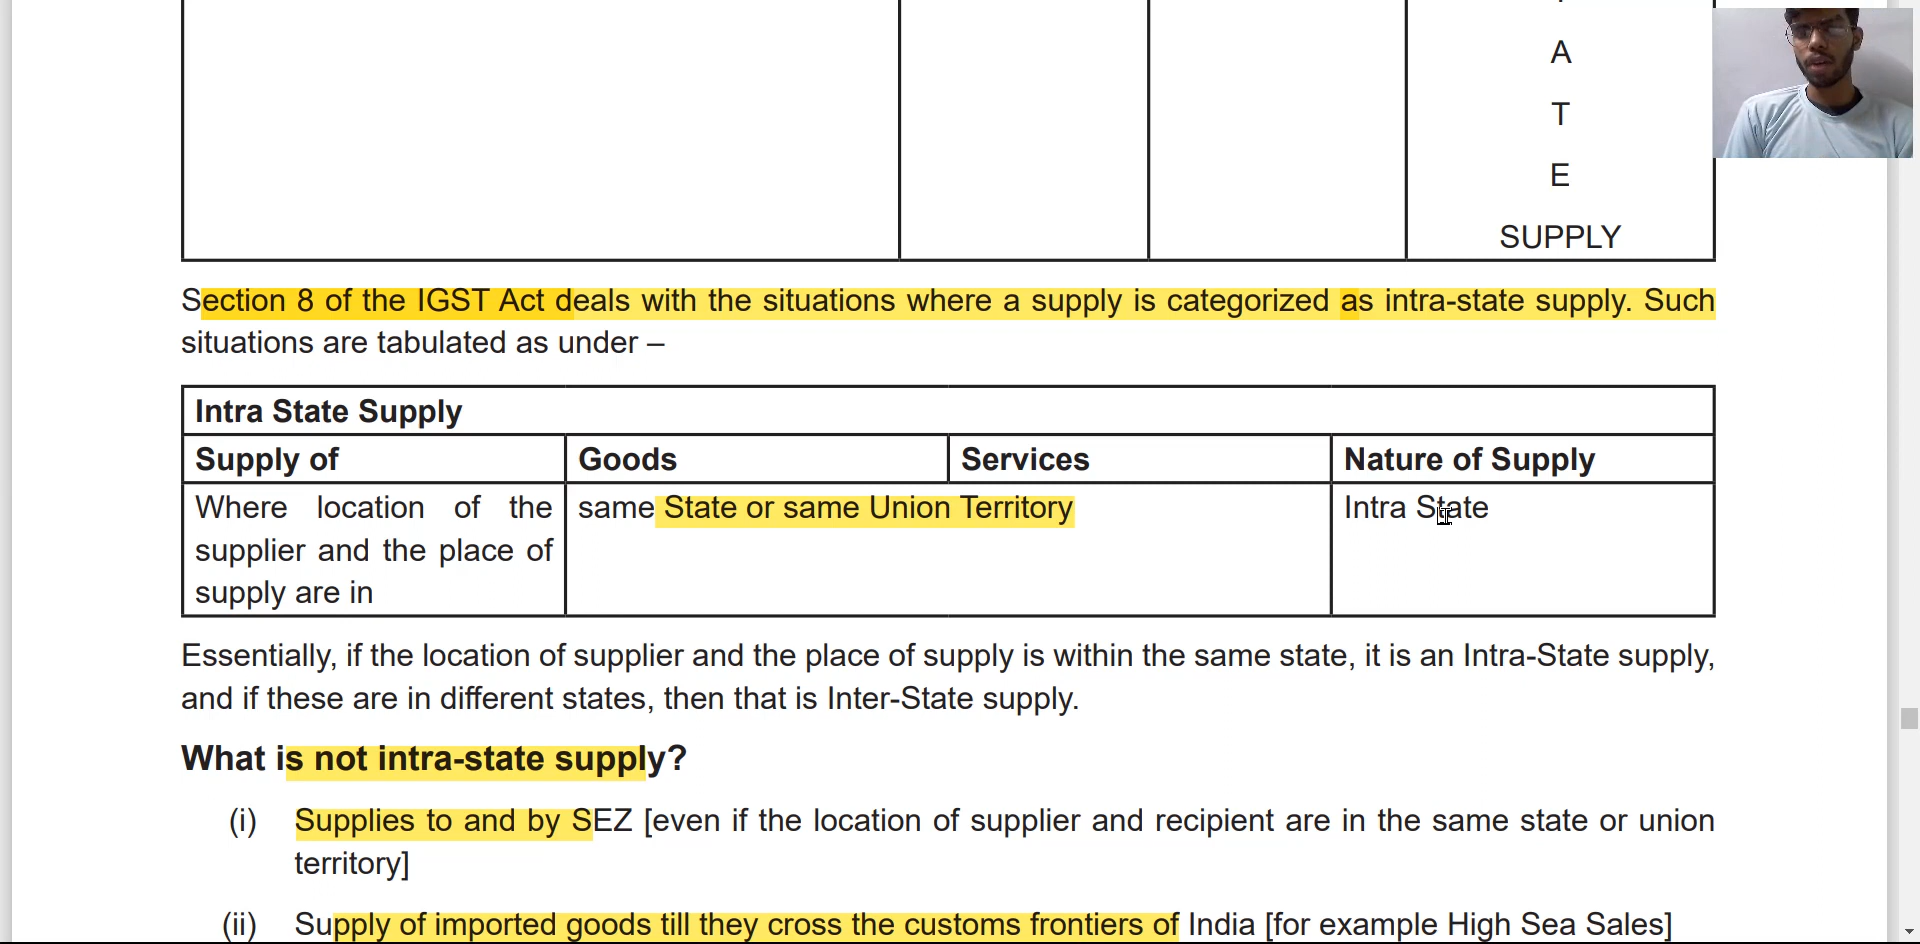 A
T
E
SUPPLY
Section 8 of the IGST Act deals with the situations where a supply is categorized as intra-state supply. Such
situations are tabulated as under –
Intra State Supply
Supply of Goods Services Nature of Supply
Where location of the same State or same Union Territory Intra State
supplier and the place of
supply are in
Essentially, if the location of supplier and the place of supply is within the same state, it is an Intra-State supply,
and if these are in different states, then that is Inter-State supply.
What is not intra-state supply?
(i) Supplies to and by SEZ [even if the location of supplier and recipient are in the same state or union
territory]
(ii) Supply of imported goods till they cross the customs frontiers of India [for example High Sea Sales]